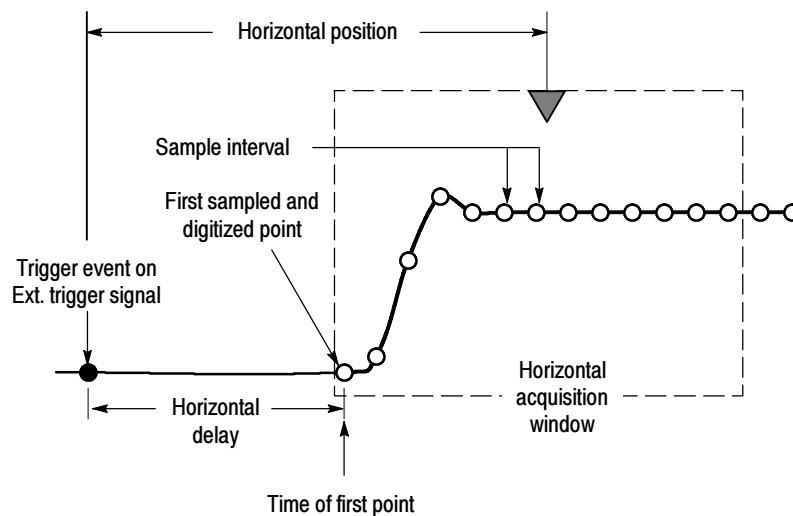 Horizontal position
Sample interval
First sampled and
digitized point
Trigger event on
Ext. trigger signal
Horizontal
delay
Horizontal
acquisition
window
Time of first point